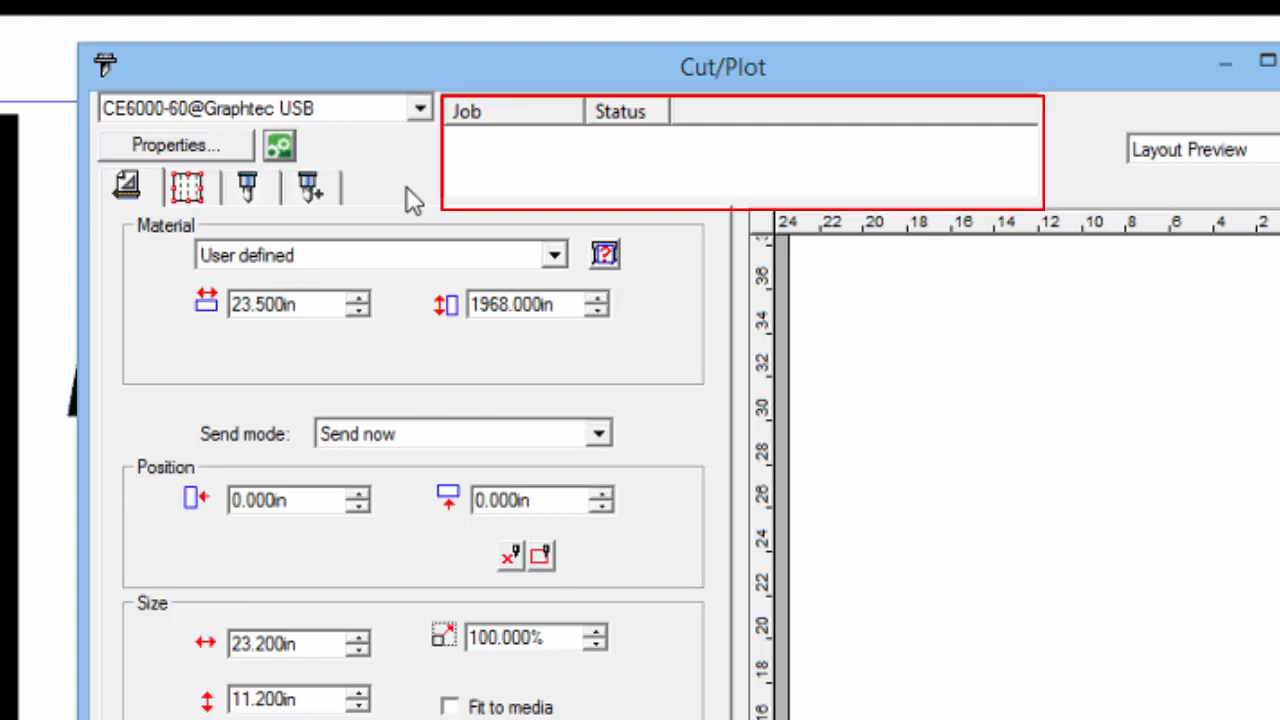 Cut/Plot
CE6000-60@Graphtec USB
Job Status
Properties...
Layout Preview
Material
User defined
23.500in 1968.000in
Send mode: Send now
Position
0.000in 0.000in
Size
23.200in 100.000%
11.200in Fit to media
24 22 20 18 16 14 12 10 8 6 4 2
36
34
32
30
28
26
24
22
20
18
16